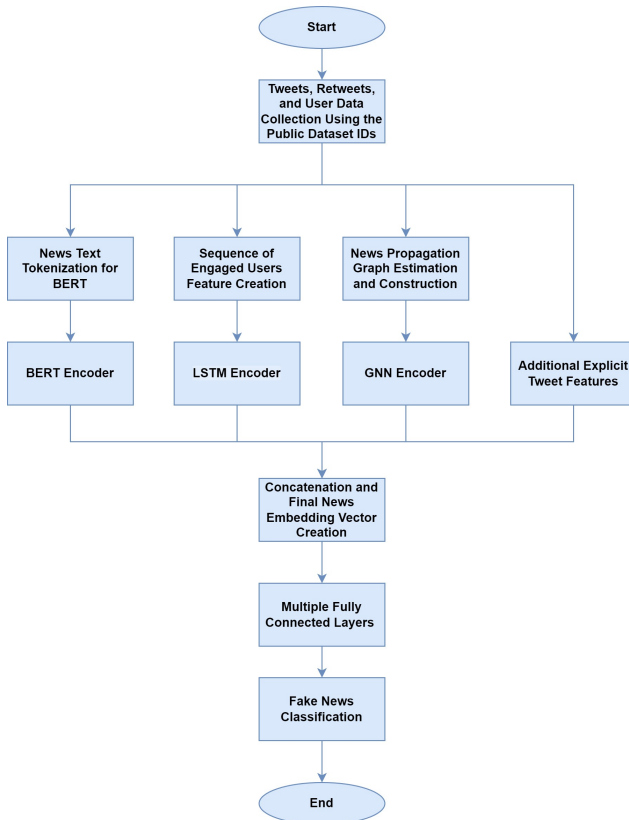 Start
Tweets, Retweets,
and User Data
Collection Using the
Public Dataset IDs
News Text
Tokenization for
BERT
Sequence of
Engaged Users
Feature Creation
News Propagation
Graph Estimation
and Construction
BERT Encoder
LSTM Encoder
GNN Encoder
Additional Explicit
Tweet Features
Concatenation and
Final News
Embedding Vector
Creation
Multiple Fully
Connected Layers
Fake News
Classification
End